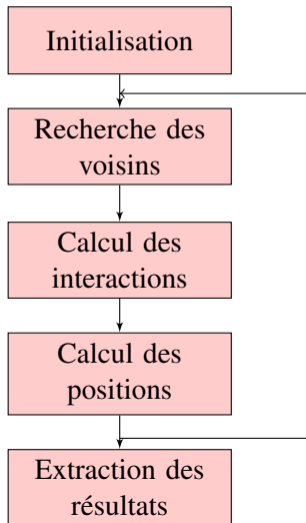 Initialisation
Recherche des
voisins
Calcul des
interactions
Calcul des
positions
Extraction des
résultats